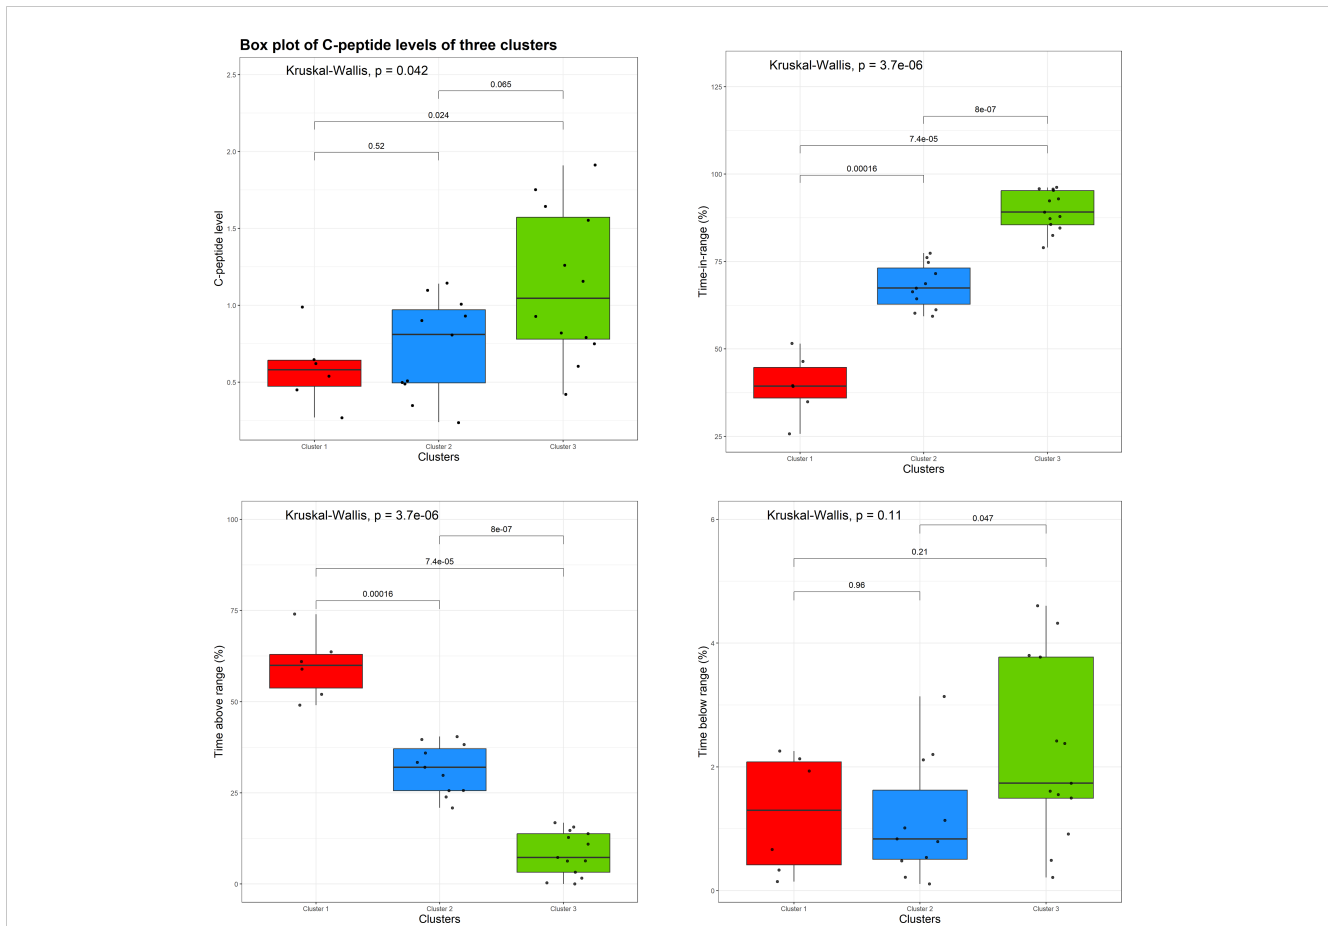 Box plot of C-peptide levels of three clusters
Kruskal-Wallis, p = 0.042
0.065
0.024
0.52
2.5
2.0
1.5
1.0
0.5
C-peptide level
Cluster 1
Cluster 2
Cluster 3
Clusters
Kruskal-Wallis, p = 3.7e-06
8e-07
7.4e-05
0.00016
125
100
75
50
25
Time-in-range (%)
Cluster 1
Cluster 2
Cluster 3
Clusters
Kruskal-Wallis, p = 3.7e-06
8e-07
7.4e-05
0.00016
100
75
50
25
0
Time above range (%)
Cluster 1
Cluster 2
Cluster 3
Clusters
Kruskal-Wallis, p = 0.11
0.047
0.21
0.96
6
4
2
0
Time below range (%)
Cluster 1
Cluster 2
Cluster 3
Clusters